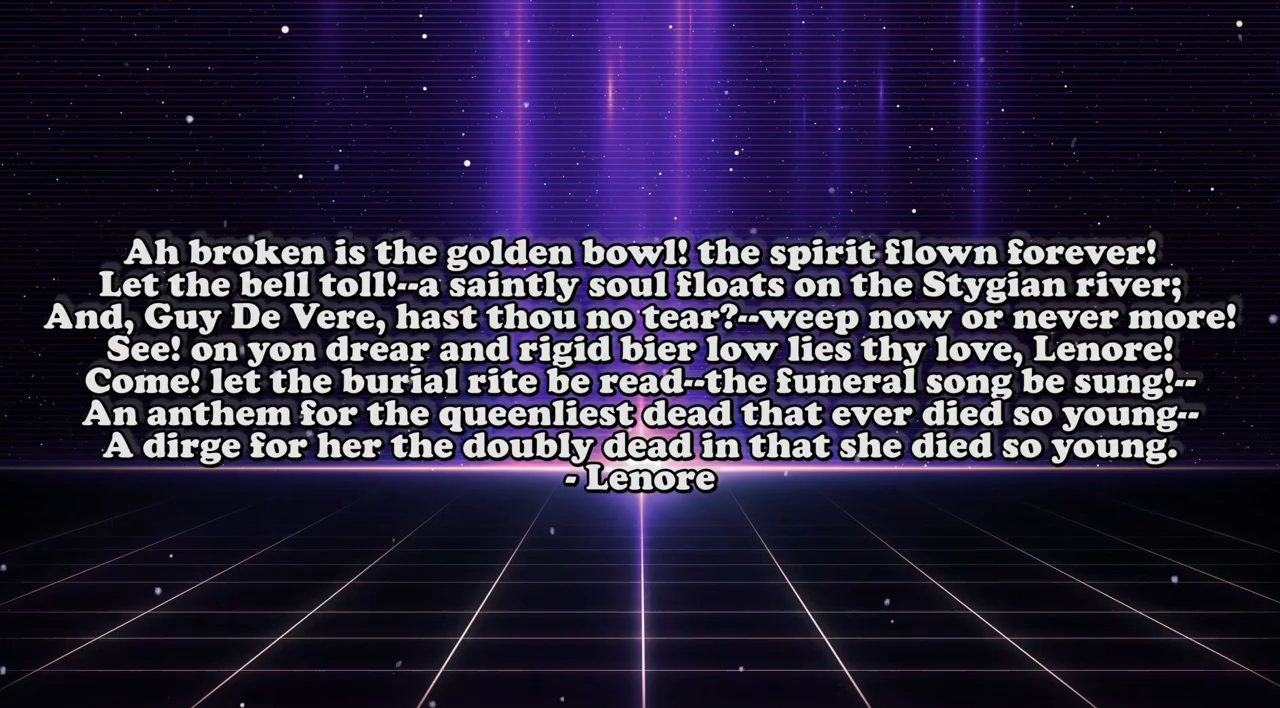 Ah broken is the golden bowl! the spirit flown forever!
Let the bell toll!--a saintly soul floats on the Stygian river;
And, Guy De Vere, hast thou no tear?--weep now or never more!
See! on yon drear and rigid bier low lies thy love, Lenore!
Come! let the burial rite be read--the funeral song be sung!--
An anthem for the queenliest dead that ever died so young--
A dirge for her the doubly dead in that she died so young.
- Lenore